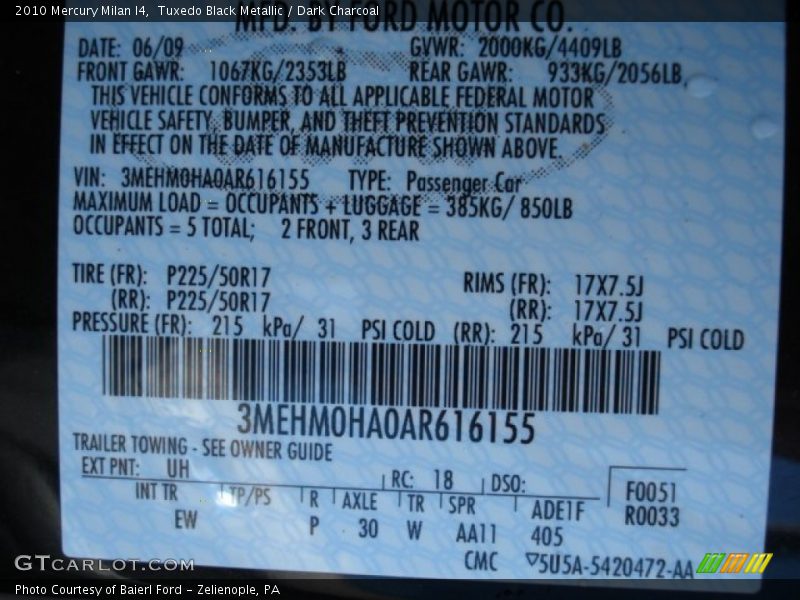 2010 Mercury Milan I4, Tuxedo Black Metallic / Dark Charcoal
MFD. BY FORD MOTOR CO.
DATE: 06/09 GVWR: 2000KG/4409LB
FRONT GAWR: 1067KG/2353LB REAR GAWR: 933KG/2056LB
THIS VEHICLE CONFORMS TO ALL APPLICABLE FEDERAL MOTOR
VEHICLE SAFETY, BUMPER, AND THEFT PREVENTION STANDARDS
IN EFFECT ON THE DATE OF MANUFACTURE SHOWN ABOVE.
VIN: 3MEHM0HA0AR616155 TYPE: Passenger Car
MAXIMUM LOAD = OCCUPANTS + LUGGAGE = 385KG/ 850LB
OCCUPANTS = 5 TOTAL; 2 FRONT, 3 REAR
TIRE (FR): P225/50R17 RIMS (FR): 17X7.5J
(RR): P225/50R17 (RR): 17X7.5J
PRESSURE (FR): 215 kPa/ 31 PSI COLD (RR): 215 kPa/ 31 PSI COLD
3MEHM0HA0AR616155
TRAILER TOWING - SEE OWNER GUIDE
EXT PNT: UH RC: 18 DSO: F0051
INT TR TP/PS R AXLE TR SPR ADE1F R0033
EW P 30 W AA11 405
CMC ▽5U5A-5420472-AA
GTCarLot.com
Photo Courtesy of Baierl Ford - Zelienople, PA